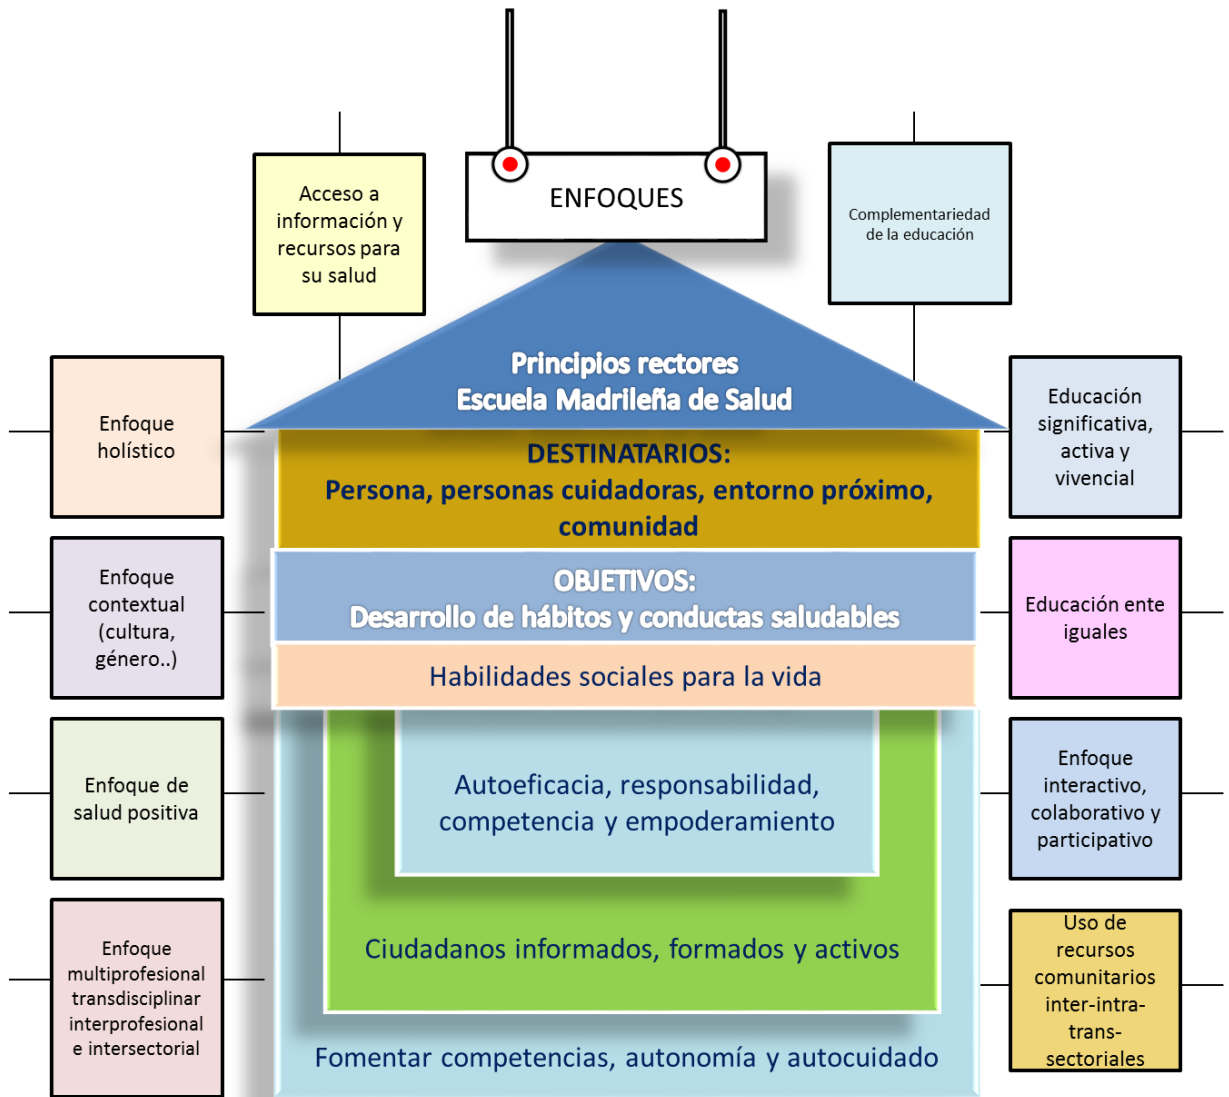 ENFOQUES
Acceso a
información y
recursos para
su salud
Complementariedad
de la educación
Principios rectores
Escuela Madrileña de Salud
Enfoque
holístico
Enfoque
contextual
(cultura,
género..)
Enfoque de
salud positiva
Enfoque
multiprofesional
transdisciplinar
interprofesional
e intersectorial
DESTINATARIOS:
Persona, personas cuidadoras, entorno próximo,
comunidad
OBJETIVOS:
Desarrollo de hábitos y conductas saludables
Habilidades sociales para la vida
Autoeficacia, responsabilidad,
competencia y empoderamiento
Ciudadanos informados, formados y activos
Fomentar competencias, autonomía y autocuidado
Educación
significativa,
activa y
vivencial
Educación ente
iguales
Enfoque
interactivo,
colaborativo y
participativo
Uso de
recursos
comunitarios
inter-intra-
trans-
sectoriales